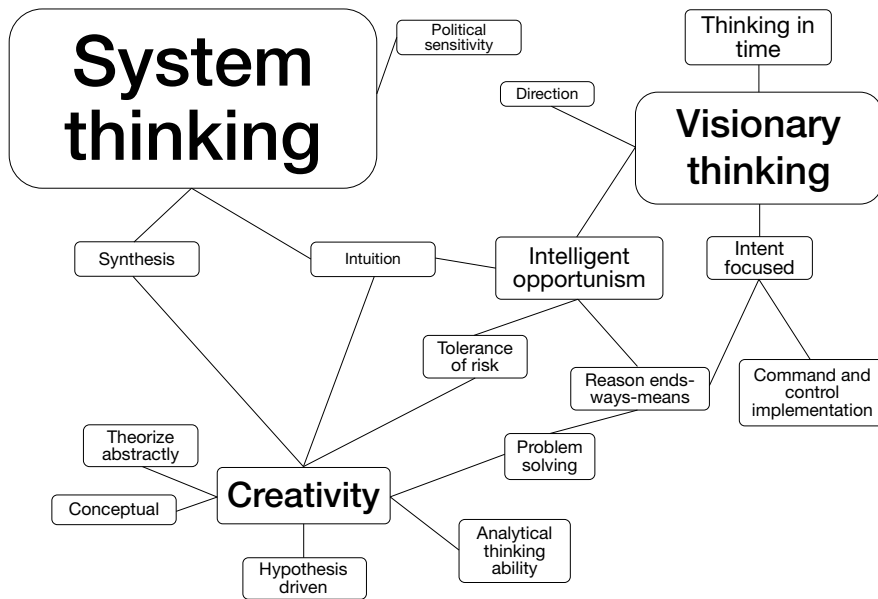 System
thinking
Political
sensitivity
Thinking in
time
Direction
Visionary
thinking
Synthesis
Intuition
Intelligent
opportunism
Intent
focused
Tolerance
of risk
Reason ends-
ways-means
Command and
control
implementation
Theorize
abstractly
Problem
solving
Conceptual
Creativity
Analytical
thinking
ability
Hypothesis
driven